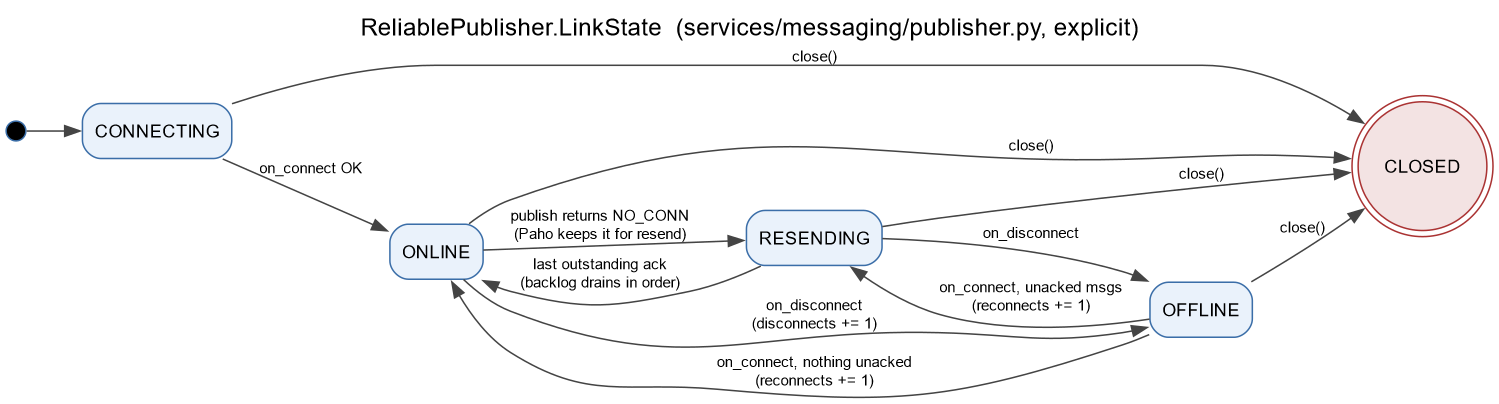 ReliablePublisher.LinkState  (services/messaging/publisher.py, explicit)
close()
CONNECTING
on_connect OK
close()
CLOSED
close()
publish returns NO_CONN
(Paho keeps it for resend)
ONLINE
RESENDING
on_disconnect
close()
last outstanding ack
(backlog drains in order)
on_connect, unacked msgs
(reconnects += 1)
OFFLINE
on_disconnect
(disconnects += 1)
on_connect, nothing unacked
(reconnects += 1)